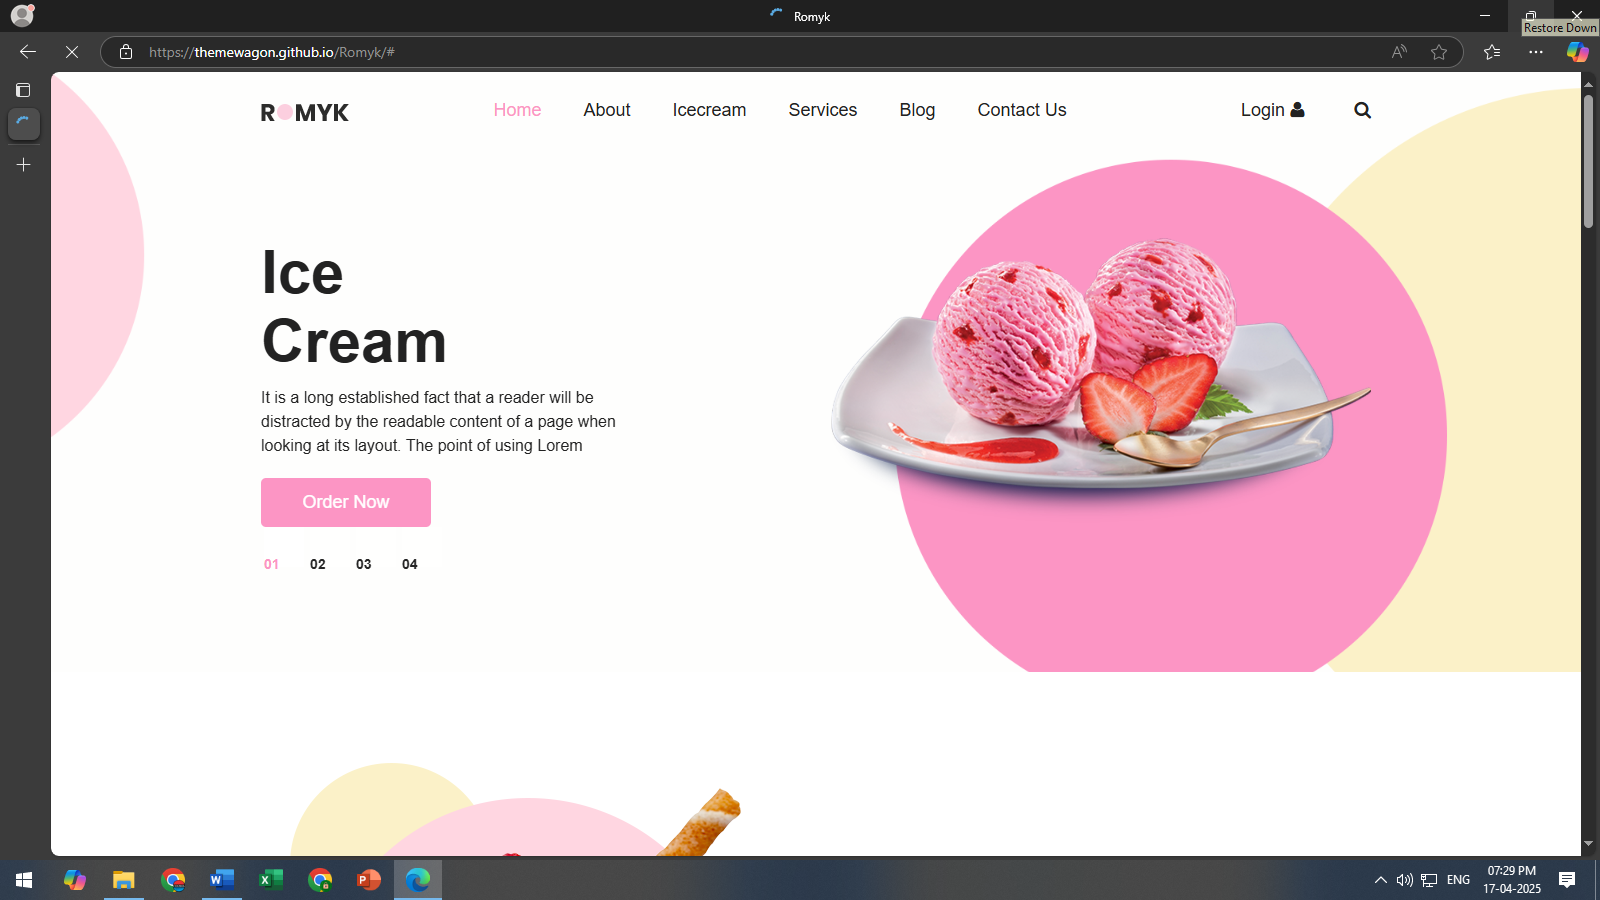 Romyk
Restore Down
https://themewagon.github.io/Romyk/#
ROMYK
Home
About
Icecream
Services
Blog
Contact Us
Login
Ice
Cream
It is a long established fact that a reader will be
distracted by the readable content of a page when
looking at its layout. The point of using Lorem
Order Now
01
02
03
04
ENG
07:29 PM
17-04-2025